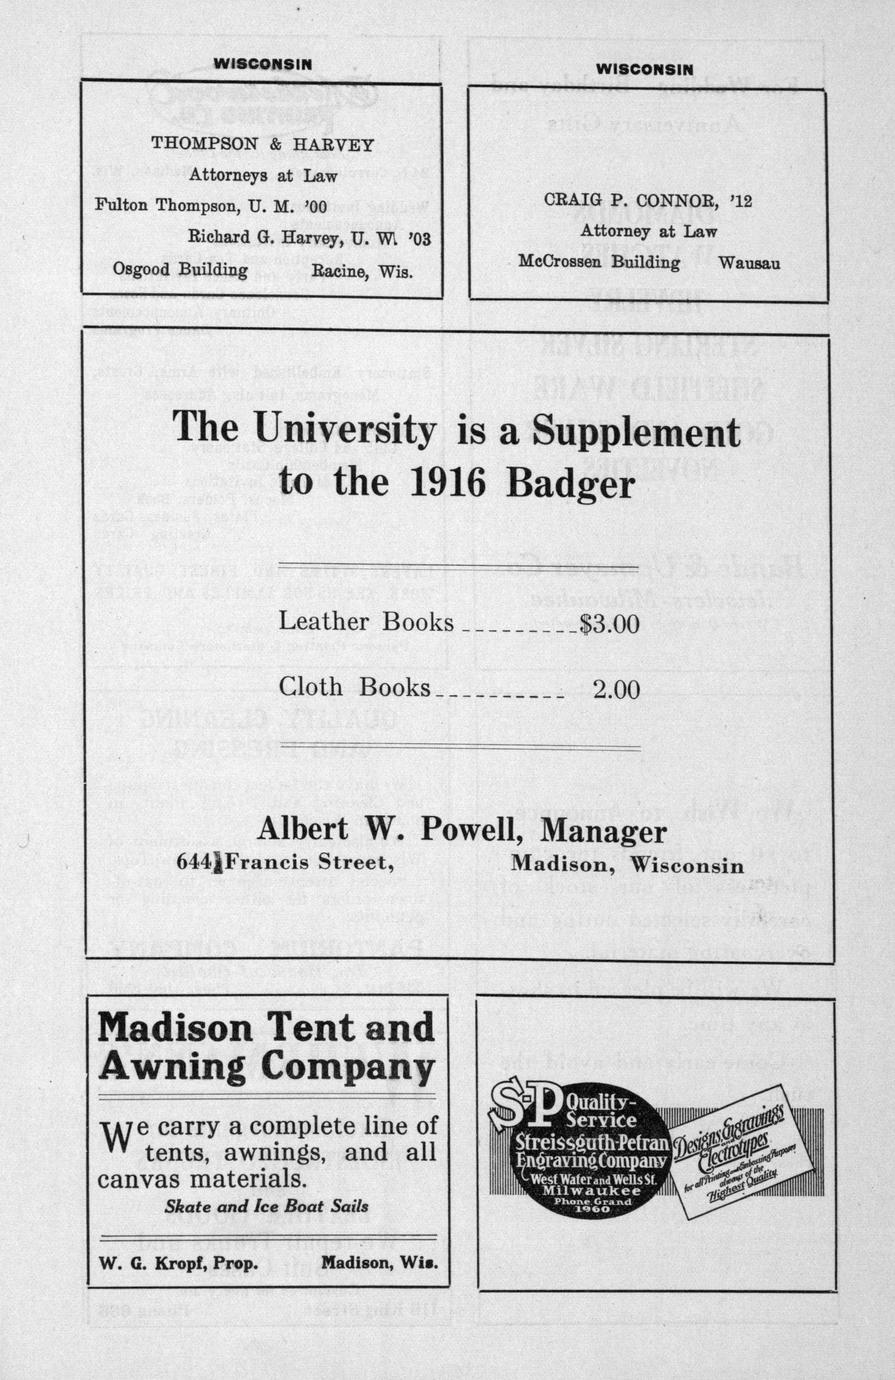 WISCONSIN
THOMPSON & HARVEY
Attorneys at Law
Fulton Thompson, U. M. '00
Richard G. Harvey, U. W. '03
Osgood Building Racine, Wis.
WISCONSIN
CRAIG P. CONNOR, '12
Attorney at Law
McCrossen Building Wausau
The University is a Supplement
to the 1916 Badger
Leather Books _ _ _ _ _ _ _ _ _ $3.00
Cloth Books _ _ _ _ _ _ _ _ _ _ 2.00
Albert W. Powell, Manager
644 Francis Street, Madison, Wisconsin
Madison Tent and
Awning Company
We carry a complete line of
tents, awnings, and all
canvas materials.
Skate and Ice Boat Sails
W. G. Kropf, Prop. Madison, Wis.
S-P Quality-
Service
Streissguth-Petran
Engraving Company
West Water and Wells St.
Milwaukee
Phone Grand
1960
Designs, Engravings
Electrotypes
for all Printing and Embossing Purposes
always of the
Highest Quality